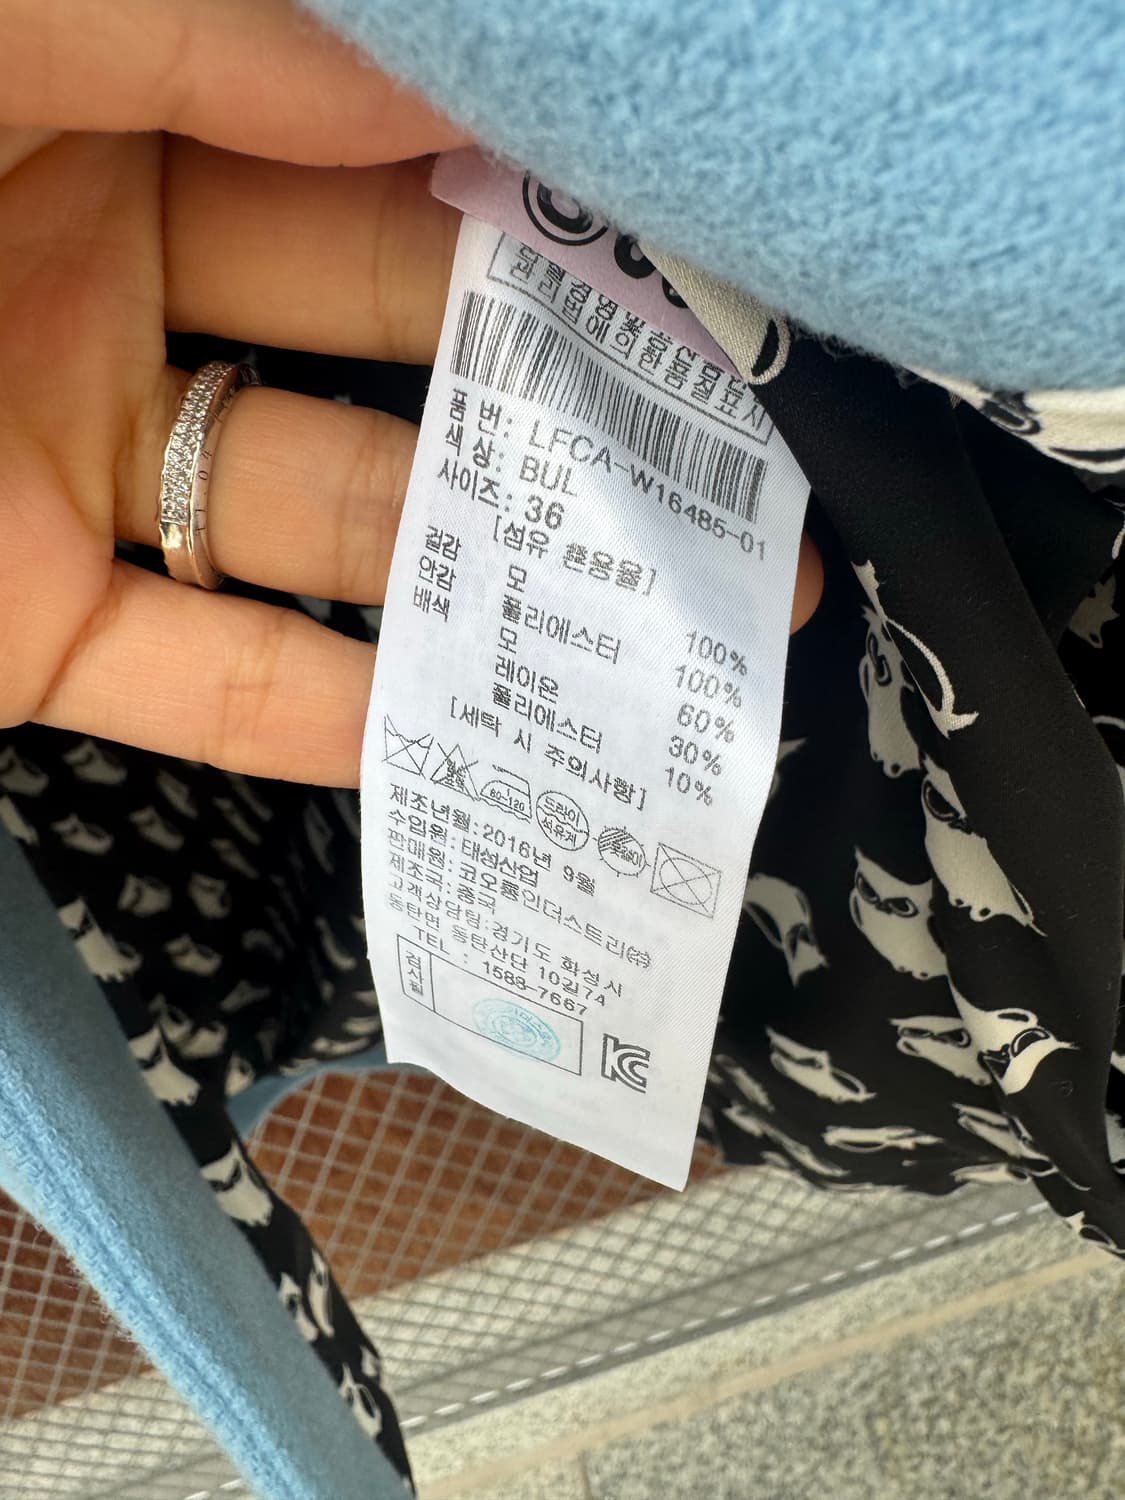 품 번: LFCA-W16485-01
색 상: BUL
사이즈: 36
[섬유 혼용율]
겉감 모 100%
안감 폴리에스터 100%
배색 모 60%
레이온 30%
폴리에스터 10%
[세탁 시 주의사항]
80-120
드라이
석유계
제조년월: 2016년 9월
수입원: 태성산업
판매원: 코오롱인더스트리㈜
제조국: 중국
고객상담팀: 경기도 화성시
동탄면 동탄산단 10길74
TEL : 1588-7667
검사필
KC